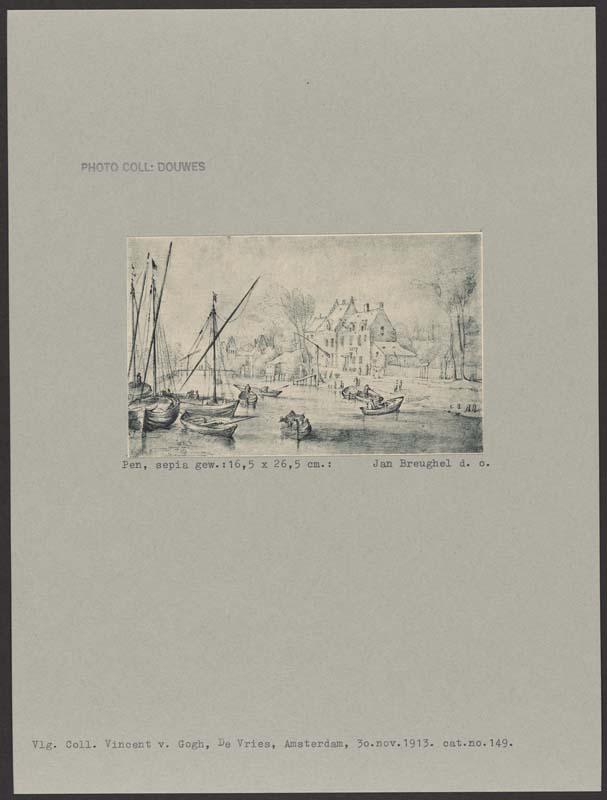 PHOTO COLL: DOUWES
Pen, sepia gew.:16,5 x 26,5 cm.: Jan Breughel d. o.
Vlg. Coll. Vincent v. Gogh, De Vries, Amsterdam, 3o.nov.1913. cat.no.149.